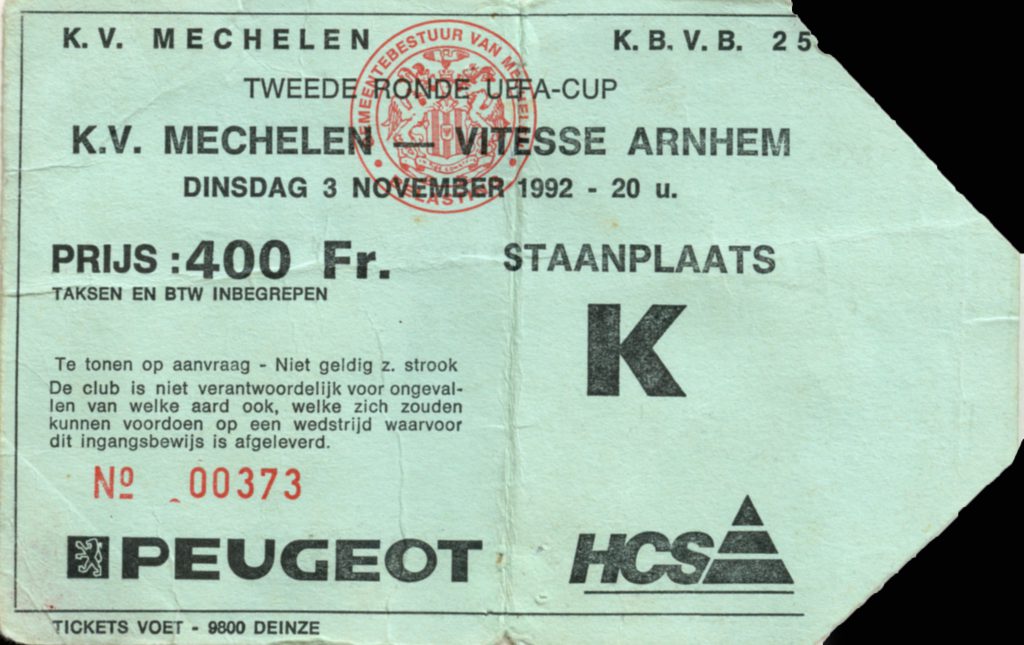 K.V. MECHELEN
K.B.V.B. 25
TWEEDE RONDE UEFA-CUP
K.V. MECHELEN — VITESSE ARNHEM
DINSDAG 3 NOVEMBER 1992 - 20 u.
GEMEENTEBESTUUR VAN
PRIJS : 400 Fr.
TAKSEN EN BTW INBEGREPEN
STAANPLAATS
K
Te tonen op aanvraag - Niet geldig z. strook
De club is niet verantwoordelijk voor ongeval-
len van welke aard ook, welke zich zouden
kunnen voordoen op een wedstrijd waarvoor
dit ingangsbewijs is afgeleverd.
Nº 00373
PEUGEOT
HCS
TICKETS VOET - 9800 DEINZE